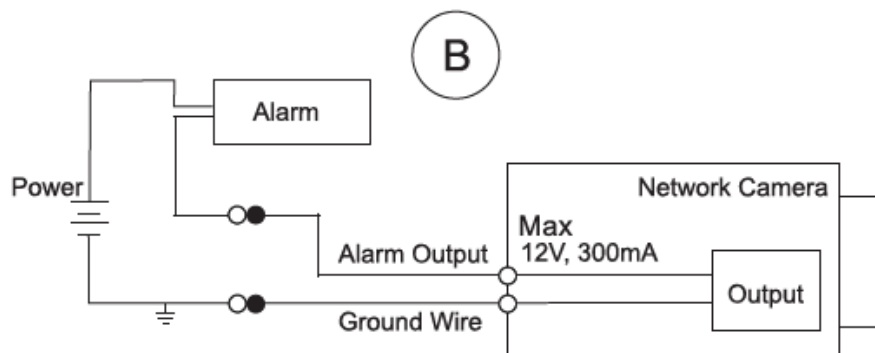 B
Alarm
Power
Network Camera
Max
12V, 300mA
Alarm Output
Output
Ground Wire